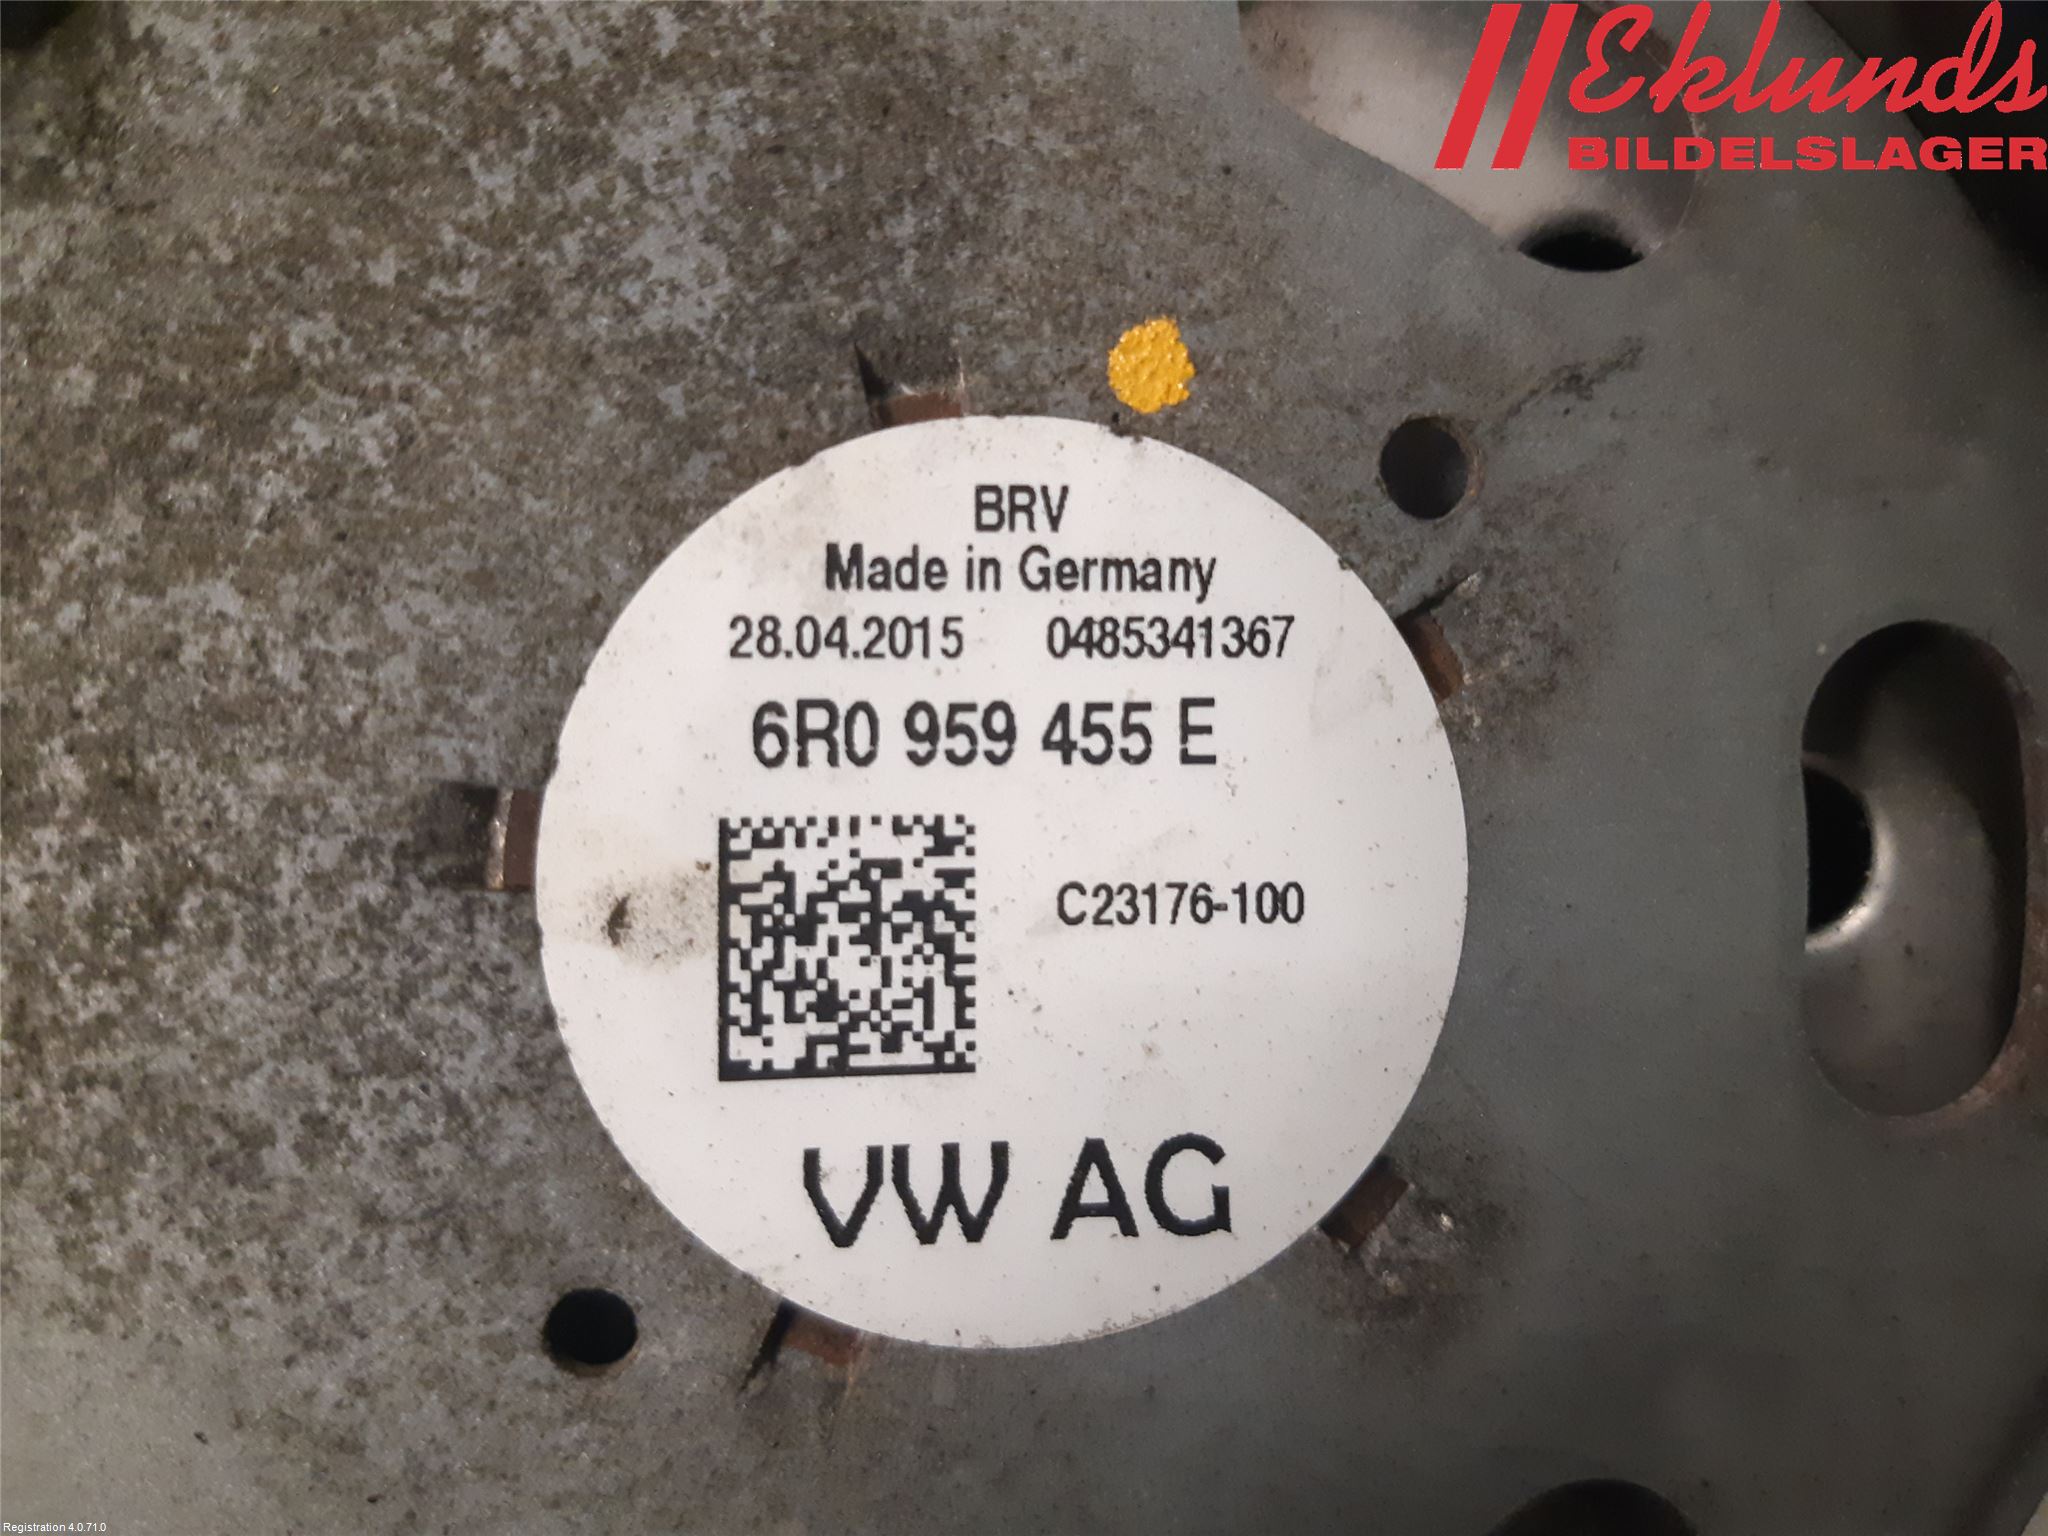 Eklunds
BILDELSLAGER
BRV
Made in Germany
28.04.2015 0485341367
6R0 959 455 E
C23176-100
VW AG
Registration 4.0.71.0